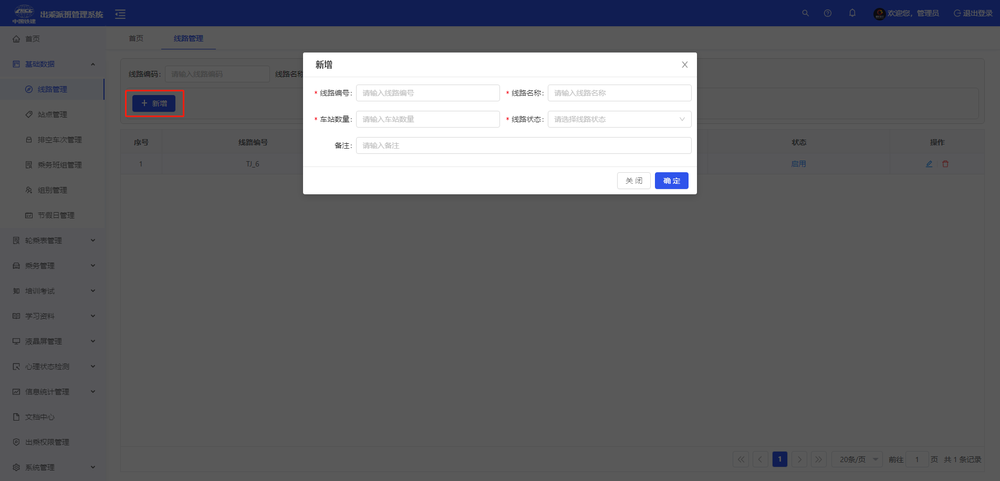 CRCC
中国铁建
出乘派班管理系统
欢迎您，管理员
退出登录
首页
基础数据
线路管理
站点管理
排空车次管理
乘务班组管理
组别管理
节假日管理
轮乘表管理
乘务管理
培训考试
学习资料
液晶屏管理
心理状态检测
信息统计管理
文档中心
出乘权限管理
系统管理
首页 线路管理
线路编码： 请输入线路编码 线路名称
+ 新增
序号 线路编号 状态 操作
1 TJ_6 启用
新增
* 线路编号： 请输入线路编号 * 线路名称： 请输入线路名称
* 车站数量： 请输入车站数量 * 线路状态： 请选择线路状态
备注： 请输入备注
关 闭 确 定
1 20条/页 前往 1 页 共 1 条记录